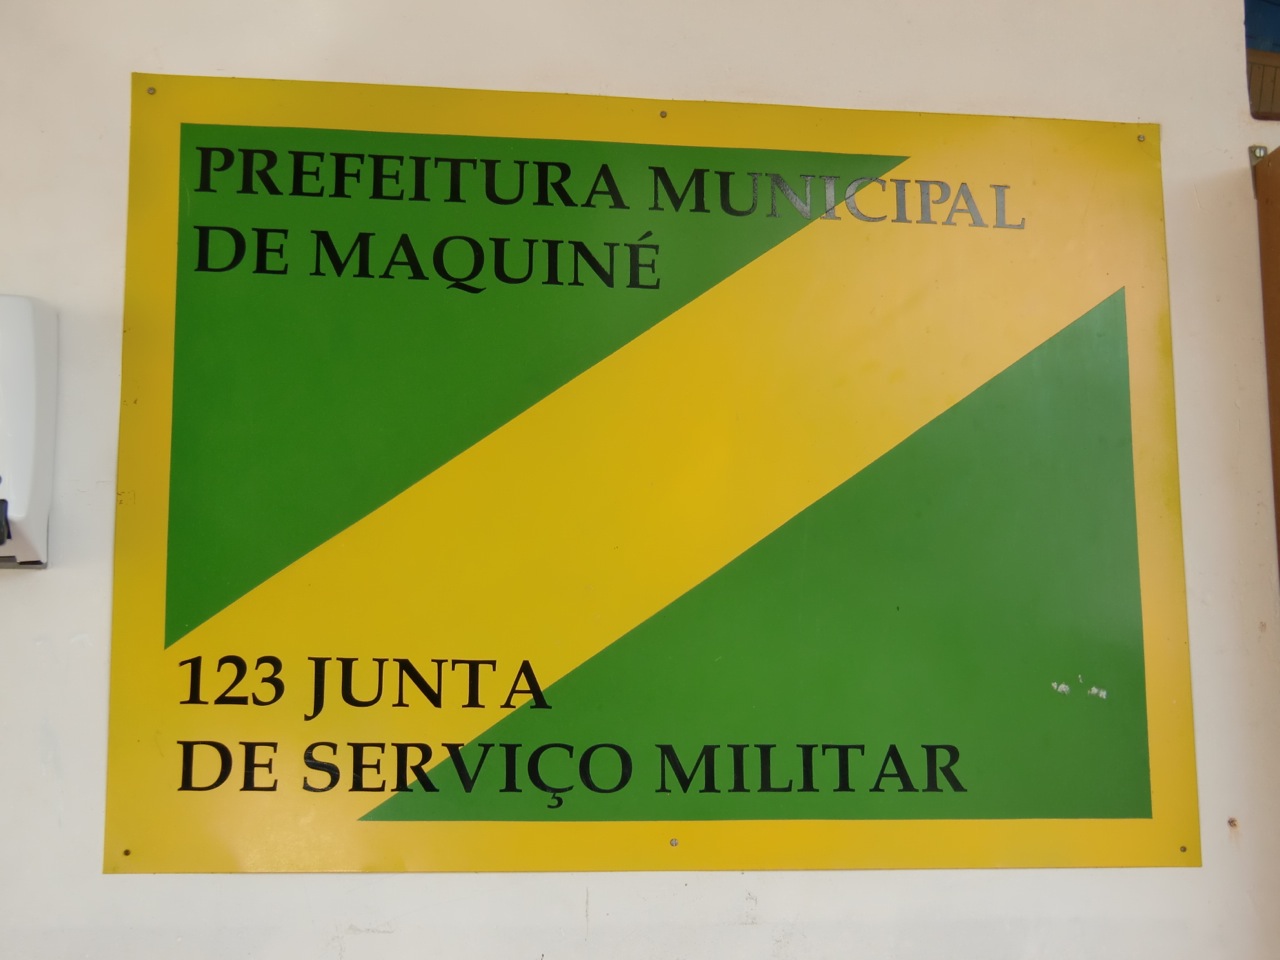 PREFEITURA MUNICIPAL
DE MAQUINÉ
123 JUNTA
DE SERVIÇO MILITAR